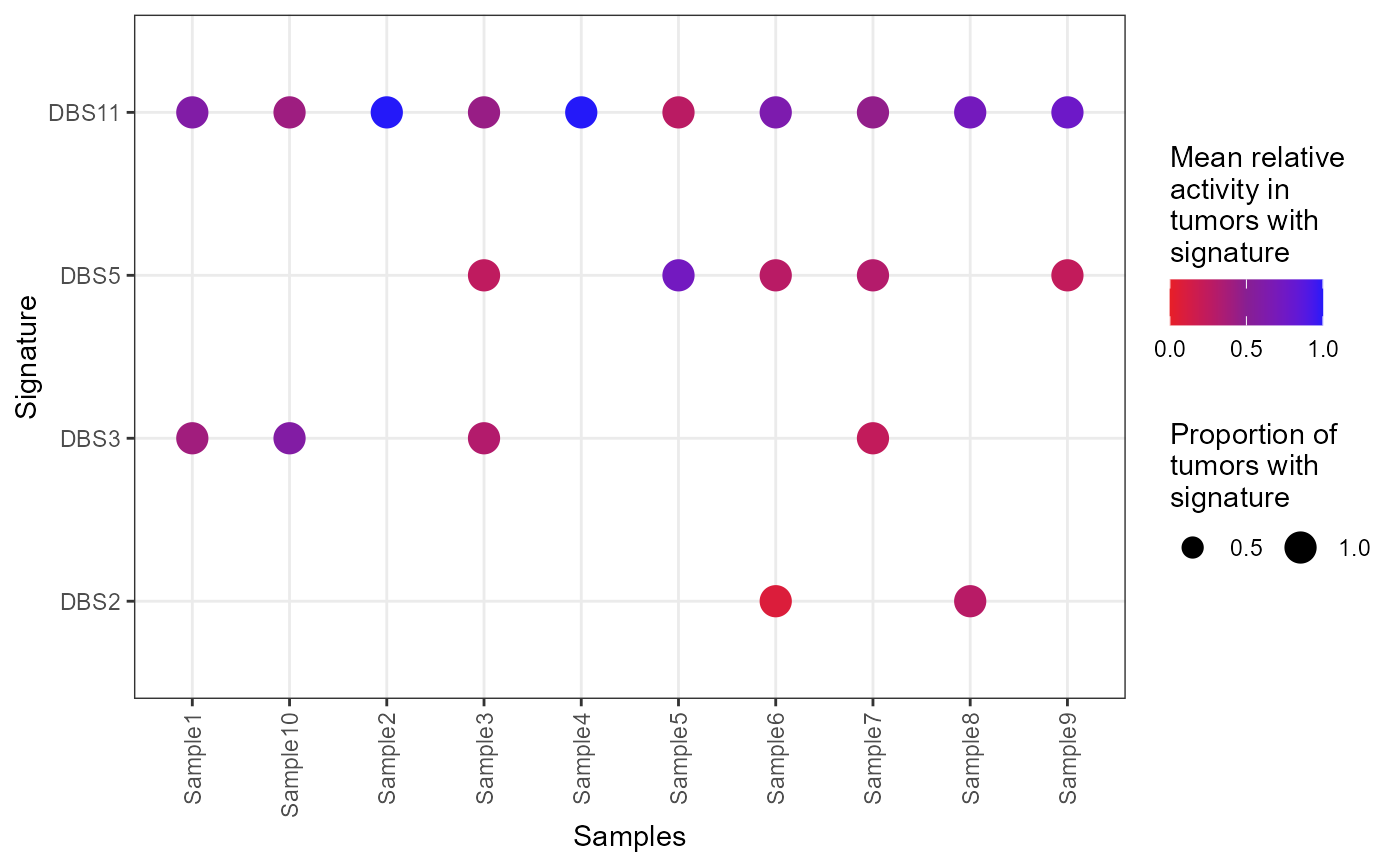 DBS11
DBS5
DBS3
DBS2
Signature
Sample1
Sample10
Sample2
Sample3
Sample4
Sample5
Sample6
Sample7
Sample8
Sample9
Samples
Mean relative
activity in
tumors with
signature
0.0 0.5 1.0
Proportion of
tumors with
signature
0.5 1.0